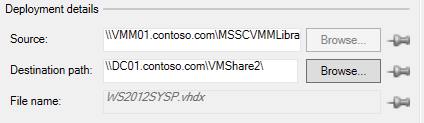 Deployment details
Source: \\VMM01.contoso.com\MSSCVMMLibra Browse...
Destination path: \\DC01.contoso.com\VMShare2\ Browse...
File name: WS2012SYSP.vhdx